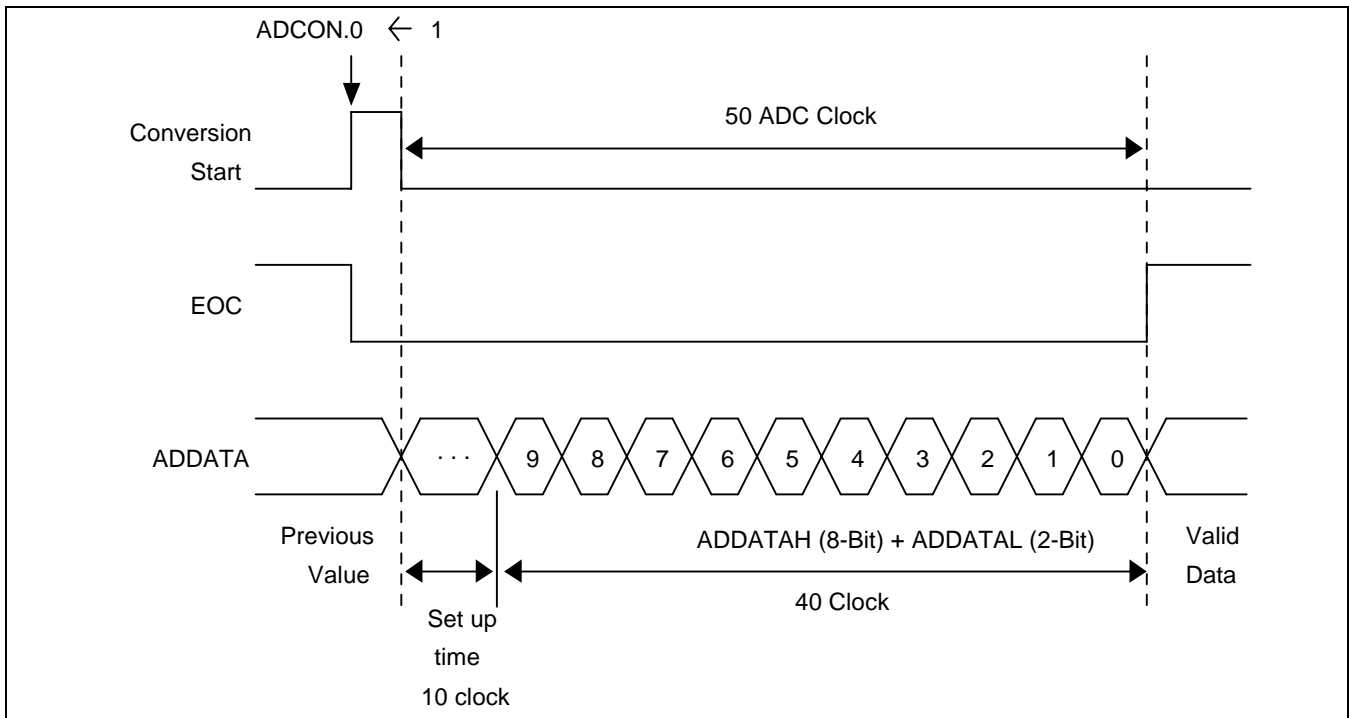 ADCON.0 ← 1
50 ADC Clock
Conversion
Start
EOC
ADDATA
· · ·
9
8
7
6
5
4
3
2
1
0
Previous
Value
ADDATAH (8-Bit) + ADDATAL (2-Bit)
Valid
Data
40 Clock
Set up
time
10 clock